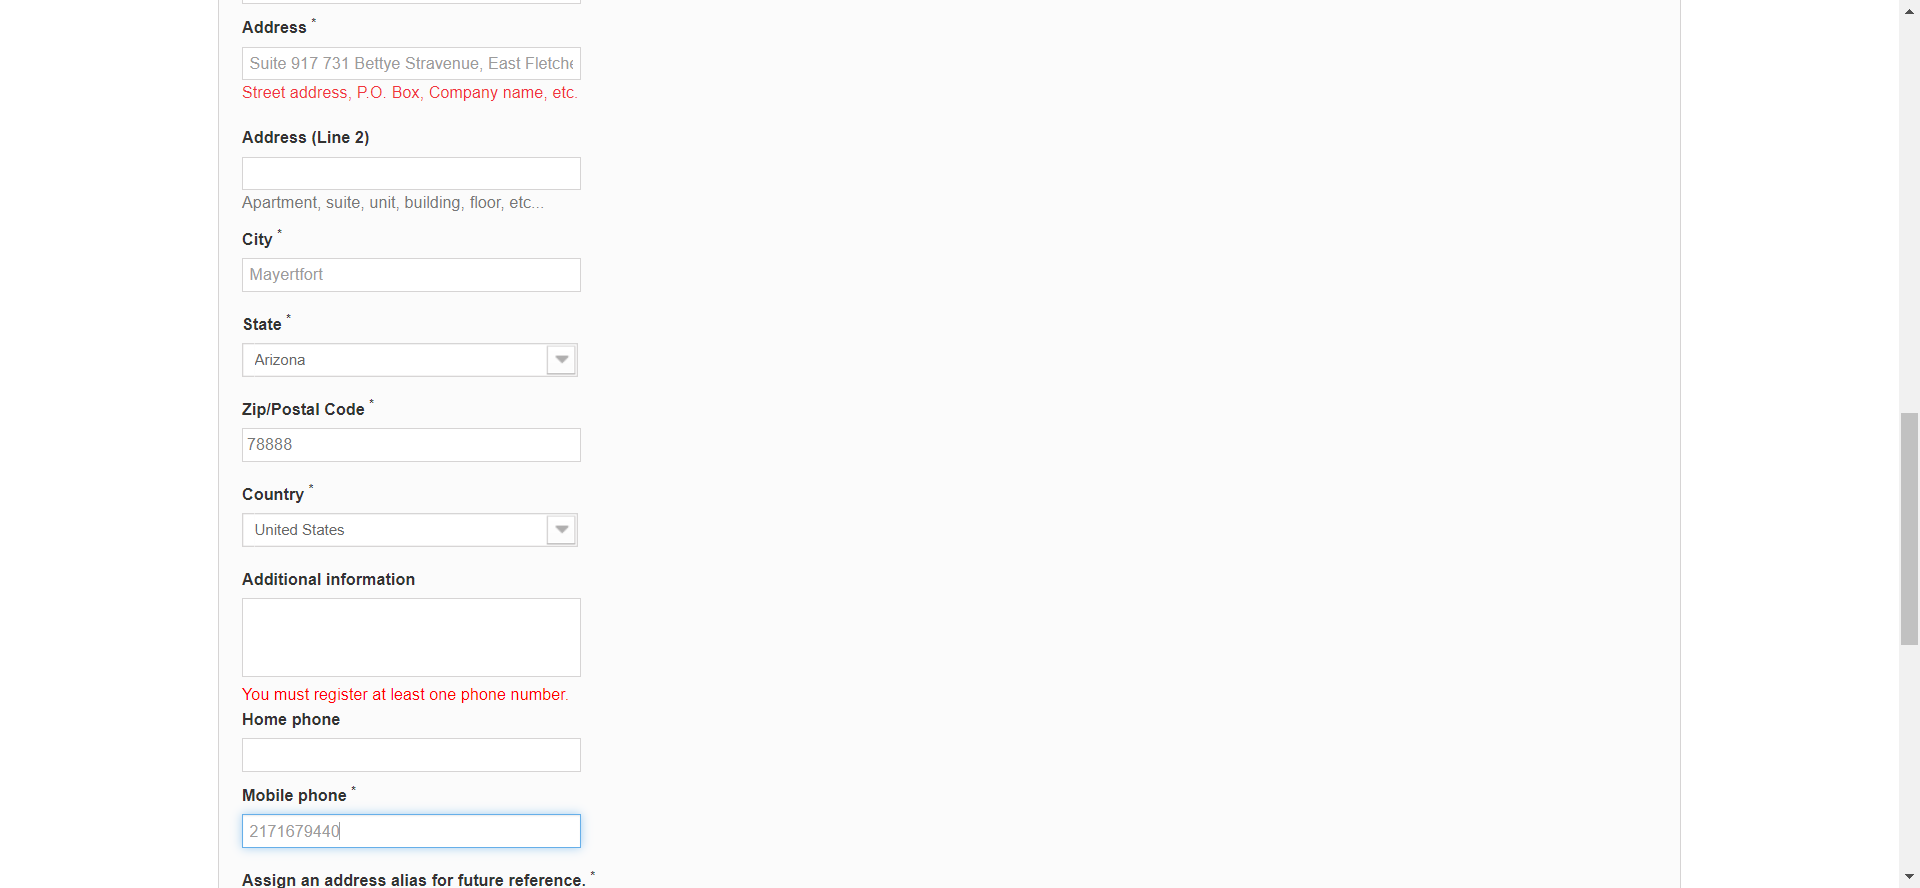 Address *
Suite 917 731 Bettye Stravenue, East Fletche
Street address, P.O. Box, Company name, etc.
Address (Line 2)
Apartment, suite, unit, building, floor, etc...
City *
Mayertfort
State *
Arizona
Zip/Postal Code *
78888
Country *
United States
Additional information
You must register at least one phone number.
Home phone
Mobile phone *
2171679440
Assign an address alias for future reference. *